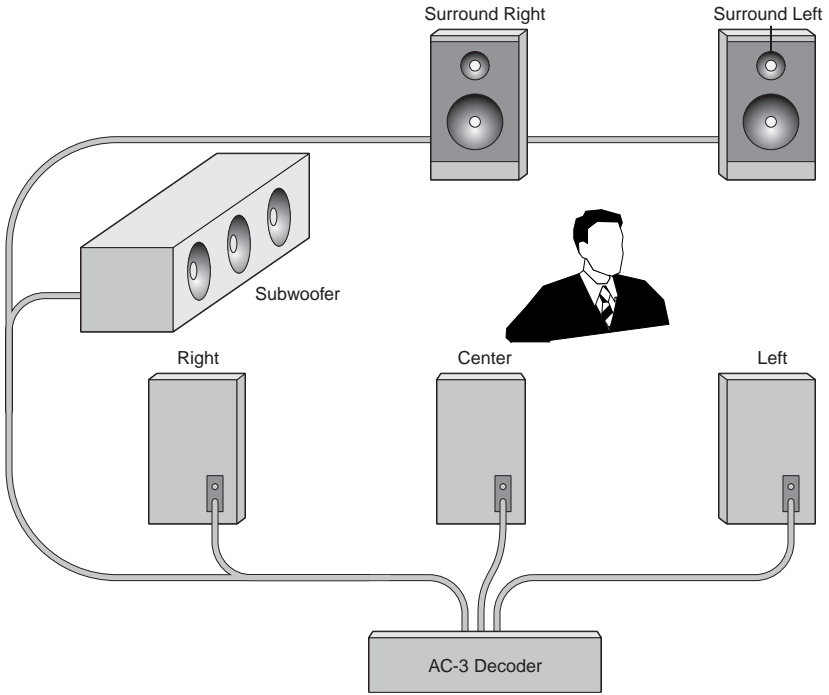 Surround Right
Surround Left
Subwoofer
Right
Center
Left
AC-3 Decoder